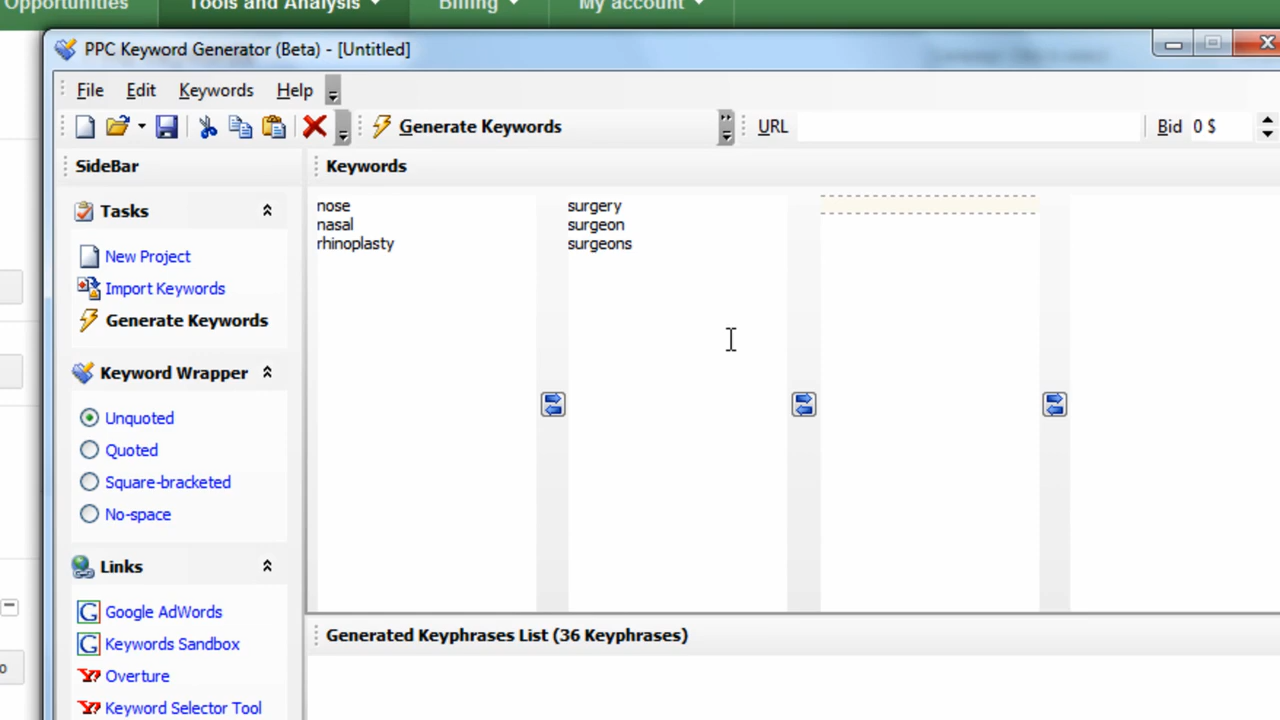 Opportunities Tools and Analysis Billing My account
PPC Keyword Generator (Beta) - [Untitled]
File Edit Keywords Help
Generate Keywords URL Bid 0 $
SideBar Keywords
Tasks
New Project
Import Keywords
Generate Keywords
Keyword Wrapper
Unquoted
Quoted
Square-bracketed
No-space
Links
Google AdWords
Keywords Sandbox
Overture
Keyword Selector Tool
nose
nasal
rhinoplasty
surgery
surgeon
surgeons
Generated Keyphrases List (36 Keyphrases)